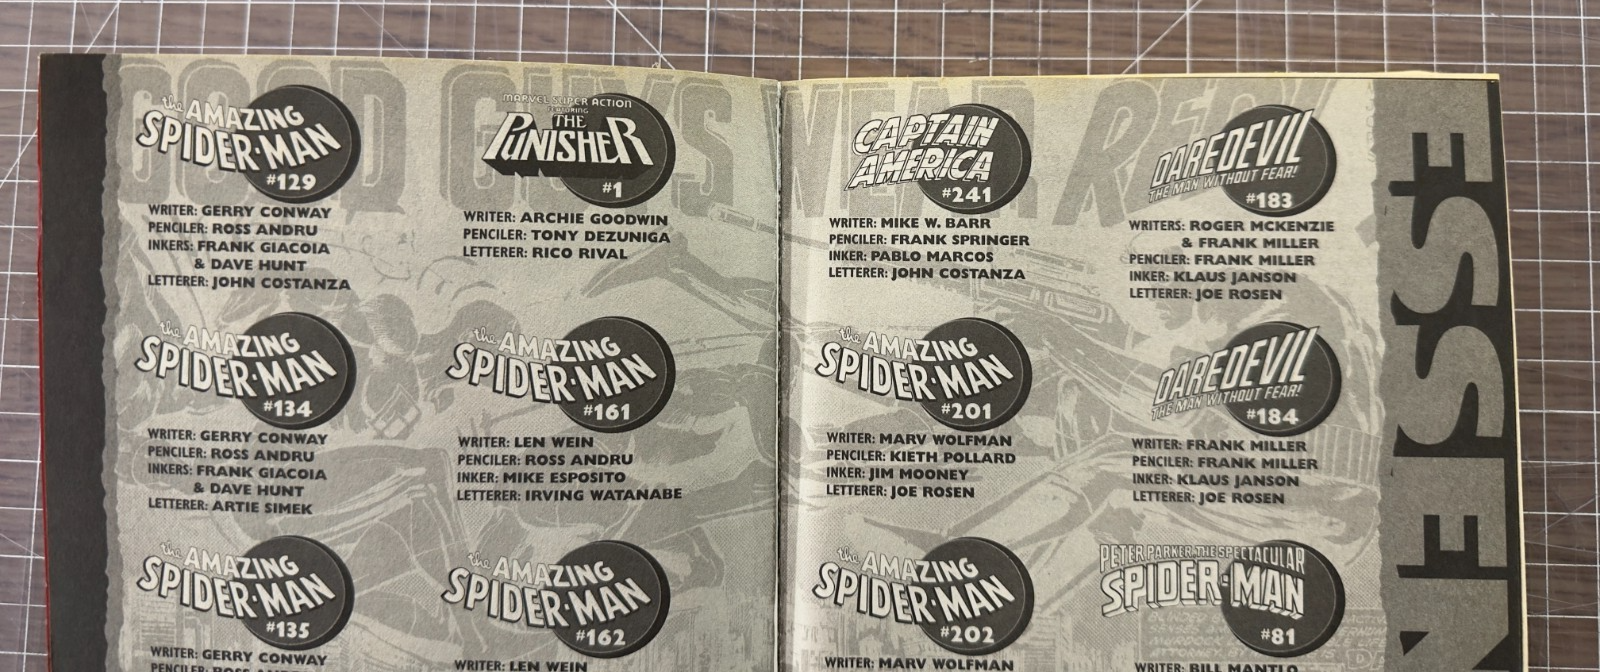 GOOD GUYS WEAR RED!
the AMAZING
SPIDER-MAN
#129
WRITER: GERRY CONWAY
PENCILER: ROSS ANDRU
INKERS: FRANK GIACOIA
& DAVE HUNT
LETTERER: JOHN COSTANZA
the AMAZING
SPIDER-MAN
#134
WRITER: GERRY CONWAY
PENCILER: ROSS ANDRU
INKERS: FRANK GIACOIA
& DAVE HUNT
LETTERER: ARTIE SIMEK
the AMAZING
SPIDER-MAN
#135
WRITER: GERRY CONWAY
MARVEL SUPER ACTION
FEATURING
THE
PUNISHER
#1
WRITER: ARCHIE GOODWIN
PENCILER: TONY DEZUNIGA
LETTERER: RICO RIVAL
the AMAZING
SPIDER-MAN
#161
WRITER: LEN WEIN
PENCILER: ROSS ANDRU
INKER: MIKE ESPOSITO
LETTERER: IRVING WATANABE
the AMAZING
SPIDER-MAN
#162
WRITER: LEN WEIN
CAPTAIN
AMERICA
#241
WRITER: MIKE W. BARR
PENCILER: FRANK SPRINGER
INKER: PABLO MARCOS
LETTERER: JOHN COSTANZA
the AMAZING
SPIDER-MAN
#201
WRITER: MARV WOLFMAN
PENCILER: KIETH POLLARD
INKER: JIM MOONEY
LETTERER: JOE ROSEN
the AMAZING
SPIDER-MAN
#202
WRITER: MARV WOLFMAN
DAREDEVIL
THE MAN WITHOUT FEAR!
#183
WRITERS: ROGER MCKENZIE
& FRANK MILLER
PENCILER: FRANK MILLER
INKER: KLAUS JANSON
LETTERER: JOE ROSEN
DAREDEVIL
THE MAN WITHOUT FEAR!
#184
WRITER: FRANK MILLER
PENCILER: FRANK MILLER
INKER: KLAUS JANSON
LETTERER: JOE ROSEN
PETER PARKER, THE SPECTACULAR
SPIDER-MAN
#81
WRITER: BILL MANTLO